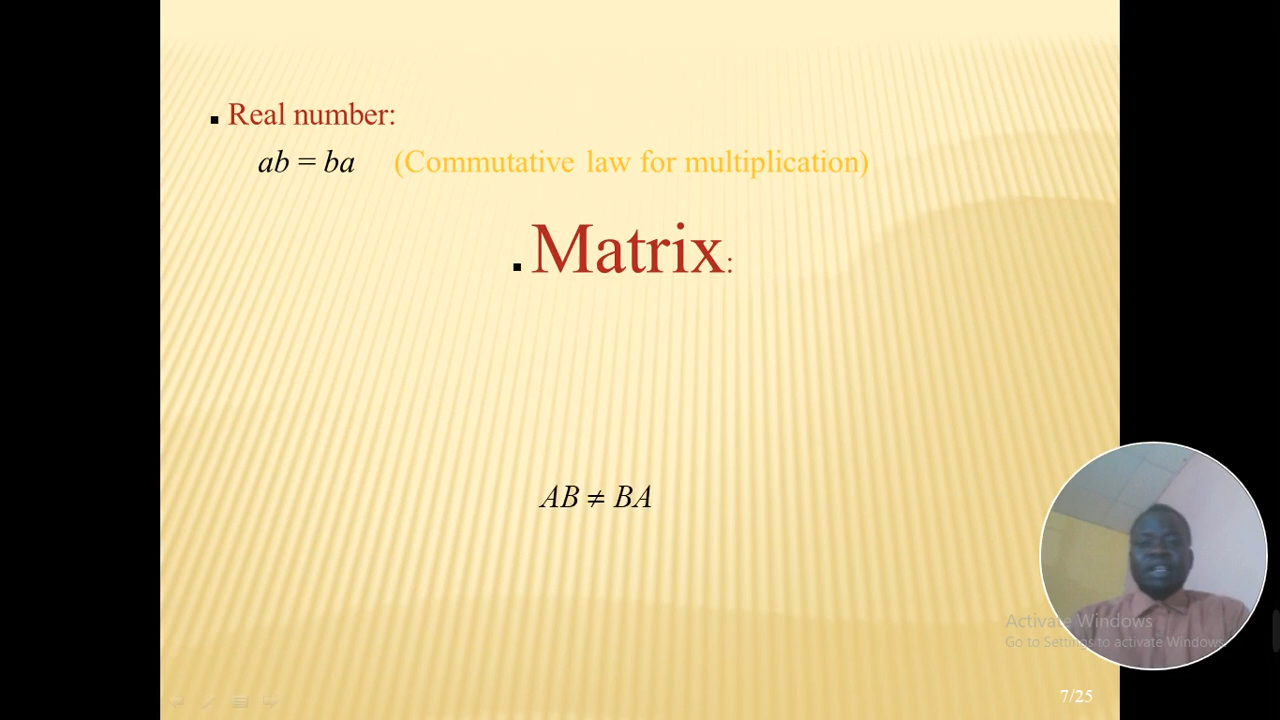 ▪ Real number:
ab = ba (Commutative law for multiplication)
▪ Matrix:
AB ≠ BA
Activate Windows
Go to Settings to activate Windows.
7/25